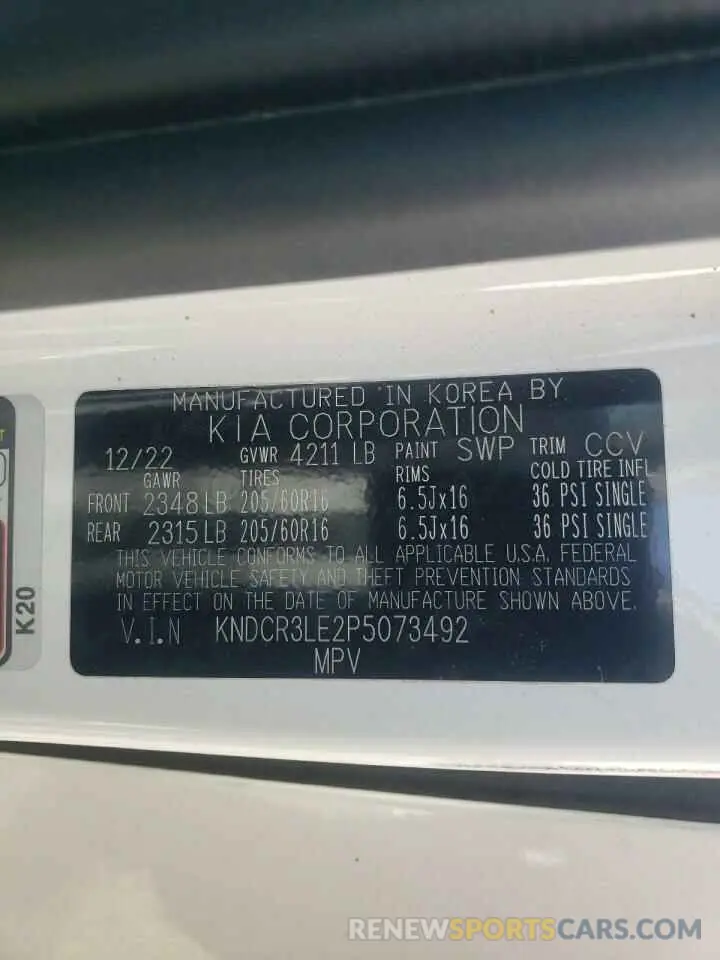 MANUFACTURED IN KOREA BY
KIA CORPORATION
12/22 GVWR 4211 LB PAINT SWP TRIM CCV
GAWR TIRES RIMS COLD TIRE INFL
FRONT 2348 LB 205/60R16 6.5Jx16 36 PSI SINGLE
REAR 2315 LB 205/60R16 6.5Jx16 36 PSI SINGLE
THIS VEHICLE CONFORMS TO ALL APPLICABLE U.S.A. FEDERAL
MOTOR VEHICLE SAFETY AND THEFT PREVENTION STANDARDS
IN EFFECT ON THE DATE OF MANUFACTURE SHOWN ABOVE.
V.I.N KNDCR3LE2P5073492
MPV
K20
RENEWSPORTSCARS.COM